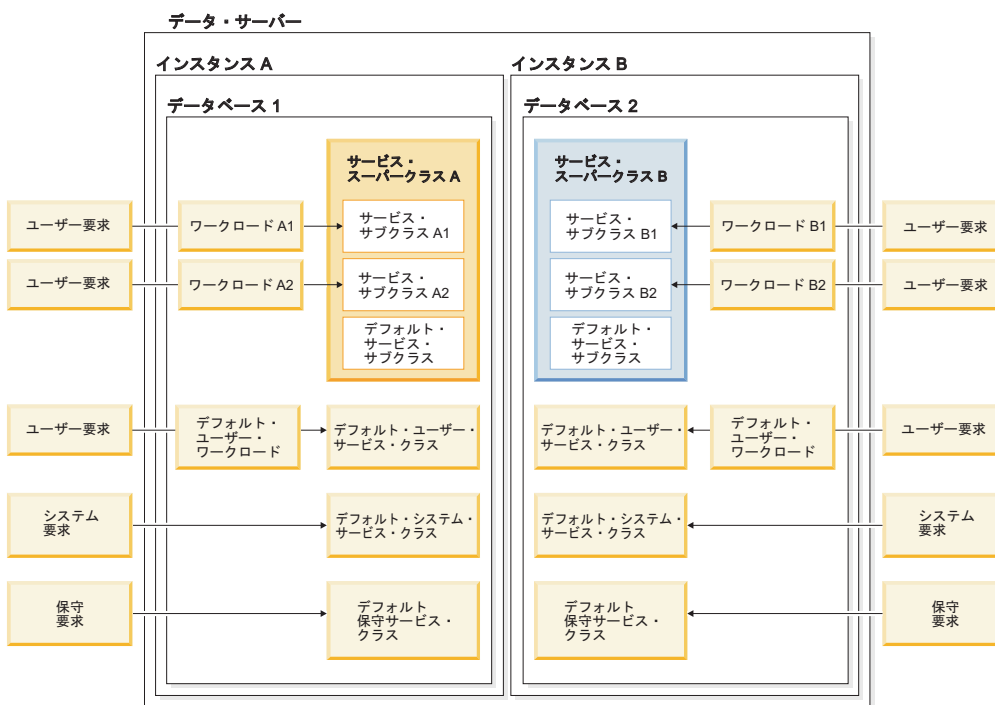 データ・サーバー
インスタンス A
インスタンス B
データベース 1
データベース 2
サービス・
スーパークラス A
サービス・
スーパークラス B
ユーザー要求
ワークロード A1
サービス・
サブクラス A1
サービス・
サブクラス B1
ワークロード B1
ユーザー要求
ユーザー要求
ワークロード A2
サービス・
サブクラス A2
サービス・
サブクラス B2
ワークロード B2
ユーザー要求
デフォルト・
サービス・
サブクラス
デフォルト・
サービス・
サブクラス
ユーザー要求
デフォルト・
ユーザー・
ワークロード
デフォルト・ユーザー・
サービス・クラス
デフォルト・ユーザー・
サービス・クラス
デフォルト・
ユーザー・
ワークロード
ユーザー要求
システム
要求
デフォルト・システム・
サービス・クラス
デフォルト・システム・
サービス・クラス
システム
要求
保守
要求
デフォルト
保守サービス・
クラス
デフォルト
保守サービス・
クラス
保守
要求